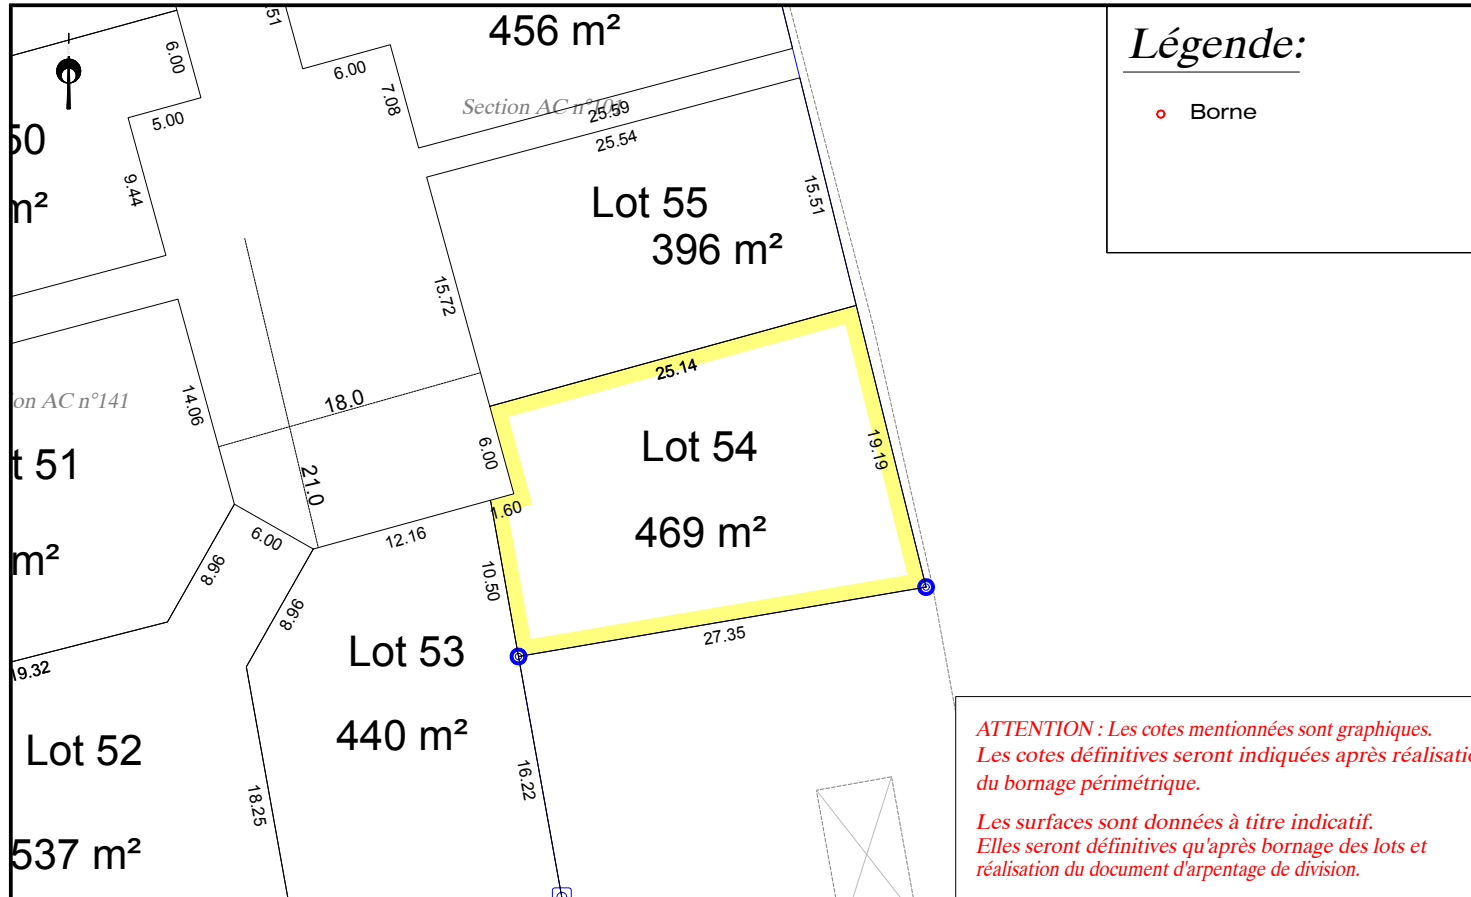 51
456 m²
Légende:
6.00
6.00
7.08
Section AC n°101
25.59
Borne
5.00
25.54
50
9.44
15.51
Lot 55
m²
396 m²
15.72
25.14
14.06
18.0
on AC n°141
6.00
19.19
Lot 54
t 51
21.0
1.60
469 m²
6.00
12.16
m²
8.96
10.50
8.96
27.35
Lot 53
19.32
440 m²
Lot 52
16.22
18.25
537 m²
ATTENTION : Les cotes mentionnées sont graphiques.
Les cotes définitives seront indiquées après réalisatio
du bornage périmétrique.
Les surfaces sont données à titre indicatif.
Elles seront définitives qu'après bornage des lots et
réalisation du document d'arpentage de division.